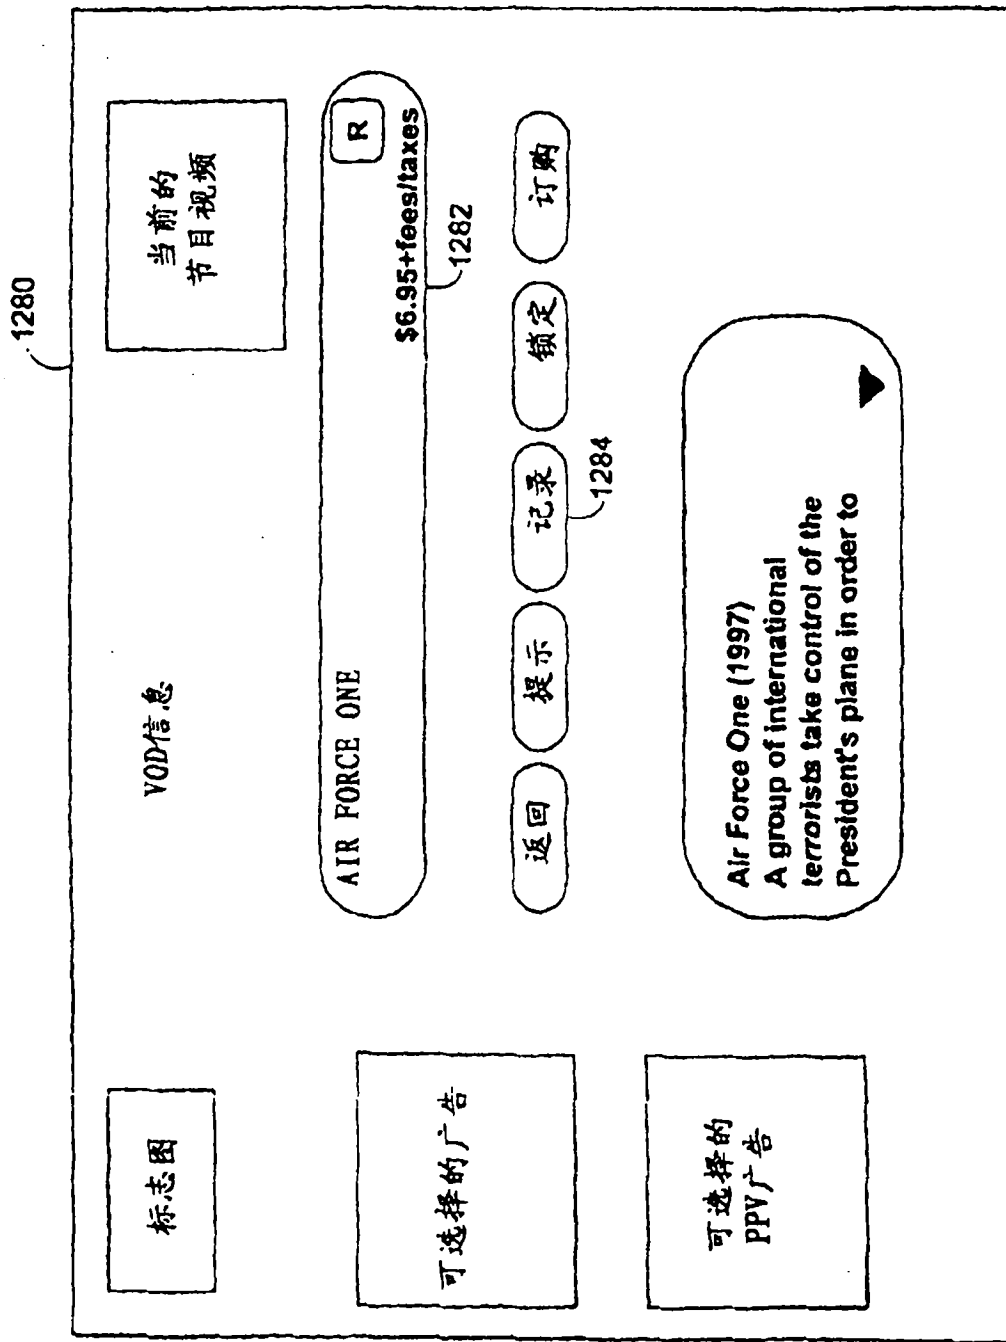 1280
标志图
VOD信息
当前的
节目视频
AIR FORCE ONE
R
$6.95+fees/taxes
1282
可选择的广告
返回
提示
记录
锁定
订购
1284
可选择的
PPV广告
Air Force One (1997)
A group of international
terrorists take control of the
President's plane in order to